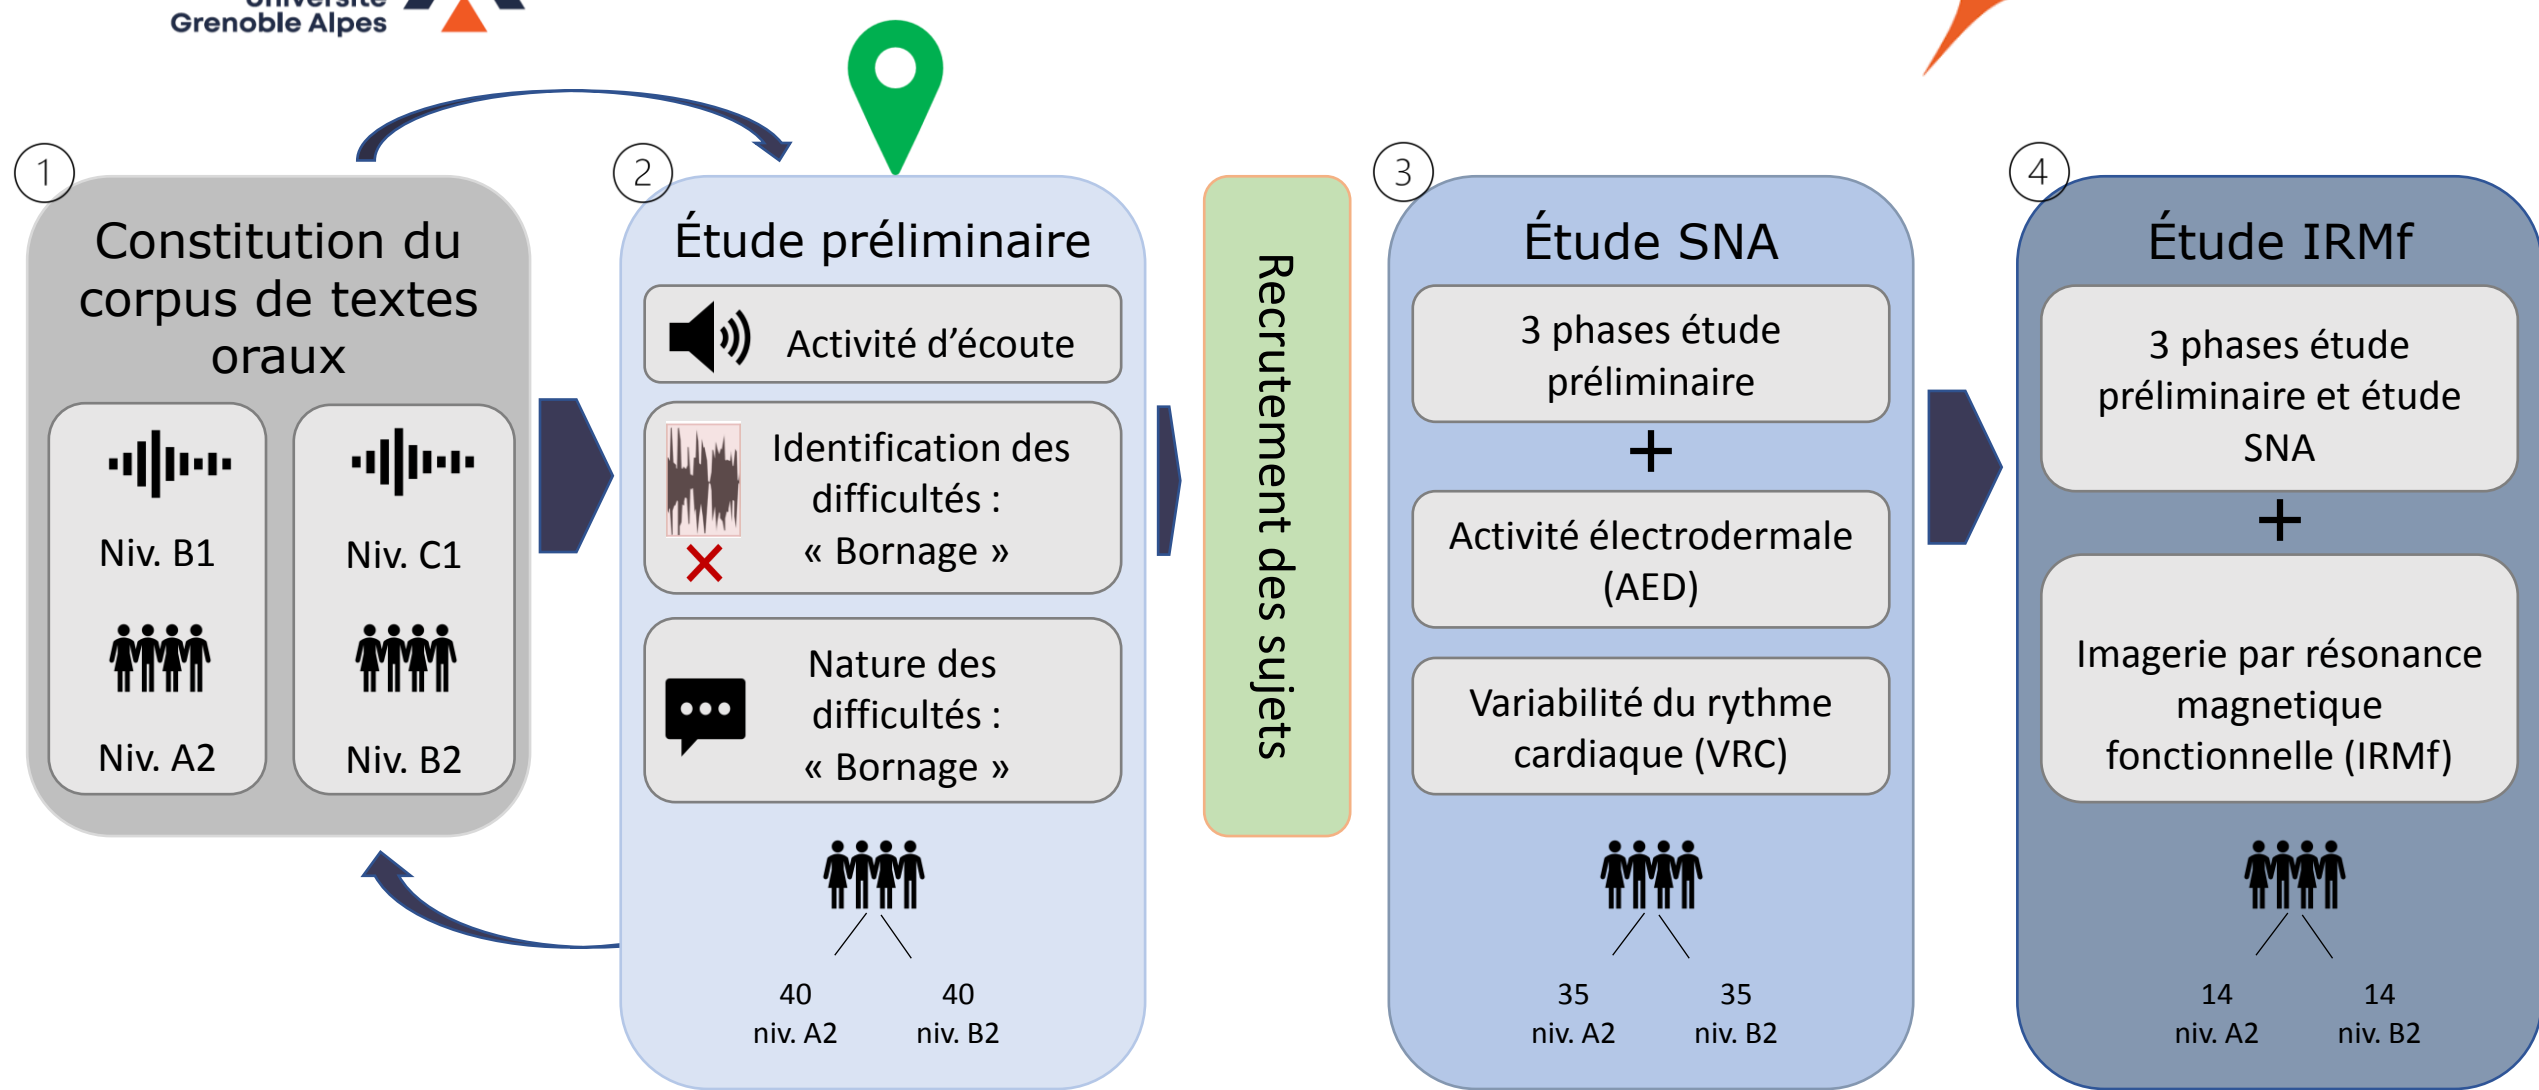 Université
Grenoble Alpes
1
Constitution du
corpus de textes
oraux
Niv. B1
Niv. A2
Niv. C1
Niv. B2
2
Étude préliminaire
Activité d’écoute
Identification des
difficultés :
« Bornage »
Nature des
difficultés :
« Bornage »
40
niv. A2
40
niv. B2
Recrutement des sujets
3
Étude SNA
3 phases étude
préliminaire
+
Activité électrodermale
(AED)
Variabilité du rythme
cardiaque (VRC)
35
niv. A2
35
niv. B2
4
Étude IRMf
3 phases étude
préliminaire et étude
SNA
+
Imagerie par résonance
magnetique
fonctionnelle (IRMf)
14
niv. A2
14
niv. B2